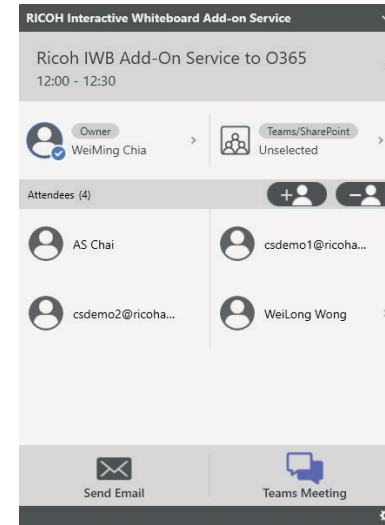 RICOH Interactive Whiteboard Add-on Service
Ricoh IWB Add-On Service to O365
12:00 - 12:30
Owner
WeiMing Chia
Teams/SharePoint
Unselected
Attendees (4)
AS Chai
csdemo1@ricoha...
csdemo2@ricoha...
WeiLong Wong
Send Email
Teams Meeting